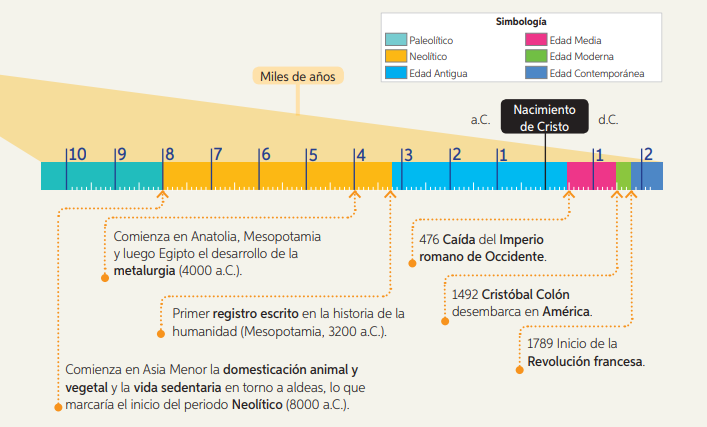 Simbología
Paleolítico
Neolítico
Edad Antigua
Edad Media
Edad Moderna
Edad Contemporánea
Miles de años
a.C.
Nacimiento
de Cristo
d.C.
10 9 8 7 6 5 4 3 2 1 1 2
Comienza en Anatolia, Mesopotamia
y luego Egipto el desarrollo de la
metalurgia (4000 a.C.).
Primer registro escrito en la historia de la
humanidad (Mesopotamia, 3200 a.C.).
Comienza en Asia Menor la domesticación animal y
vegetal y la vida sedentaria en torno a aldeas, lo que
marcaría el inicio del periodo Neolítico (8000 a.C.).
476 Caída del Imperio
romano de Occidente.
1492 Cristóbal Colón
desembarca en América.
1789 Inicio de la
Revolución francesa.